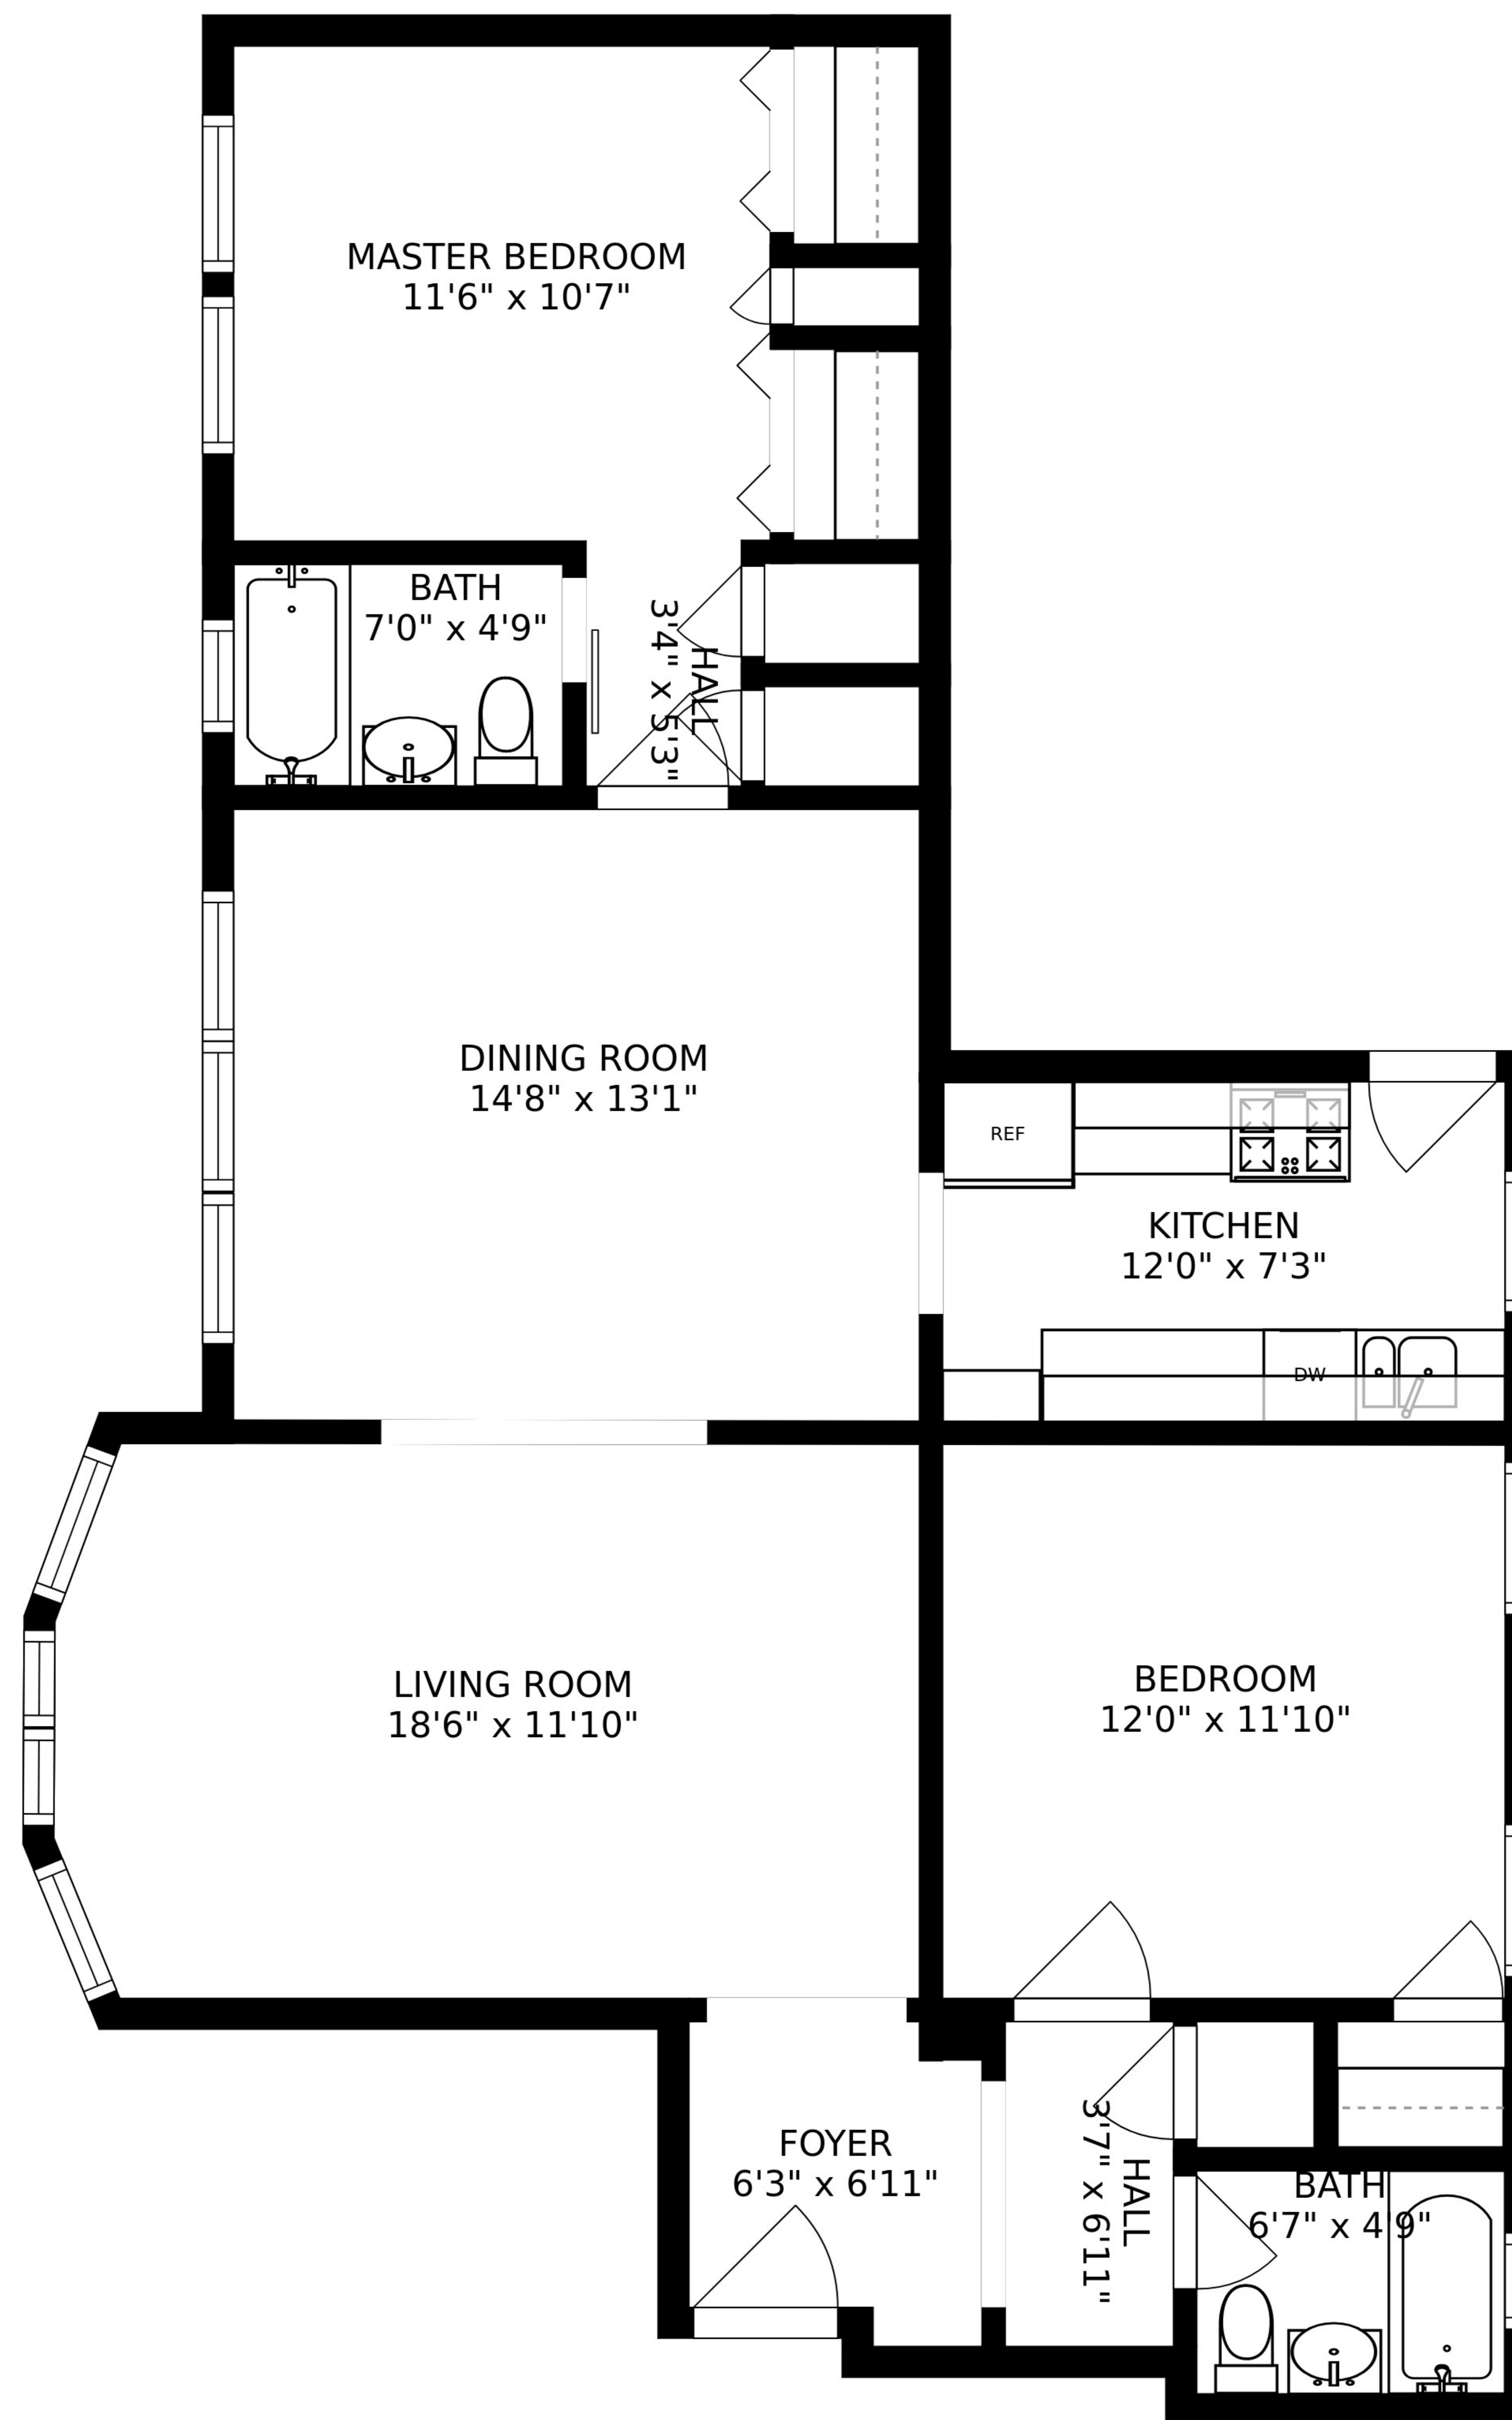 MASTER BEDROOM
11'6" x 10'7"
BATH
7'0" x 4'9"
HALL
3'4" x 5'3"
DINING ROOM
14'8" x 13'1"
REF
KITCHEN
12'0" x 7'3"
DW
LIVING ROOM
18'6" x 11'10"
BEDROOM
12'0" x 11'10"
FOYER
6'3" x 6'11"
HALL
3'7" x 6'11"
BATH
6'7" x 4'9"